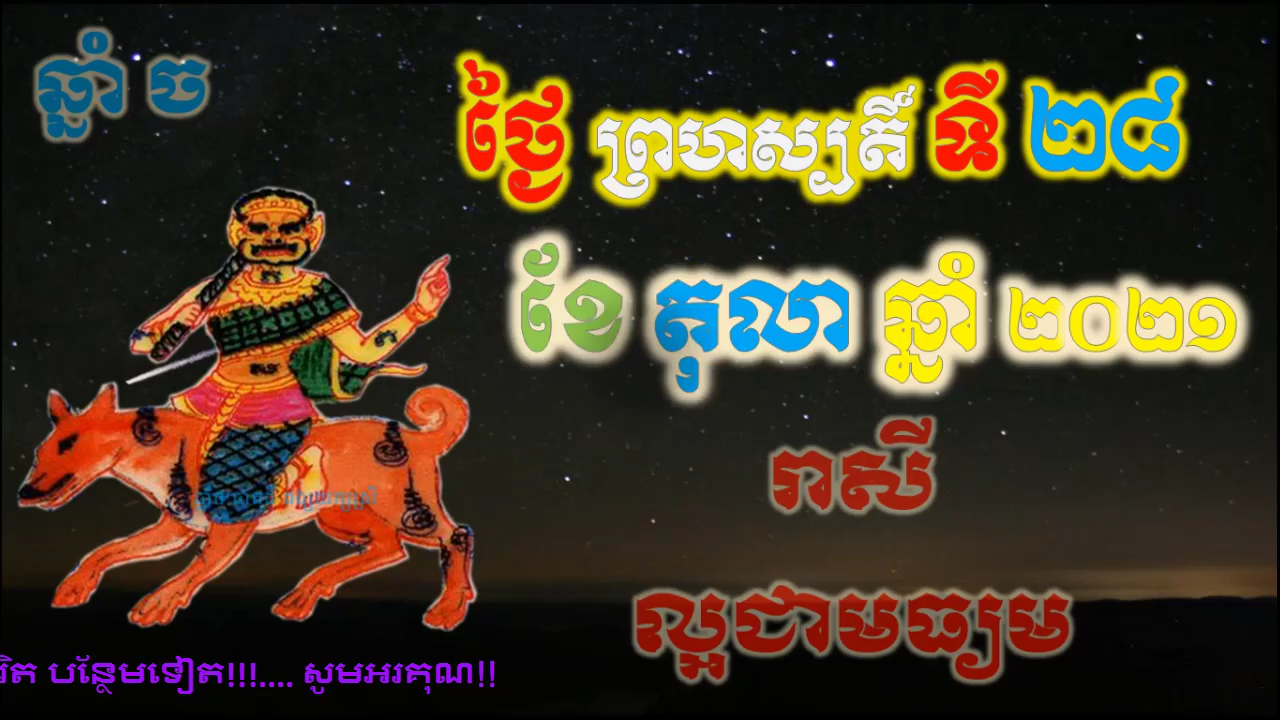 ឆ្នាំ ច
ថ្ងៃ ព្រហស្បតិ៍ ទី ២៨
ខែ តុលា ឆ្នាំ ២០២១
រាសី
ល្អជាមធ្យម
បន្ថែមទៀត!!!.... សូមអរគុណ!!